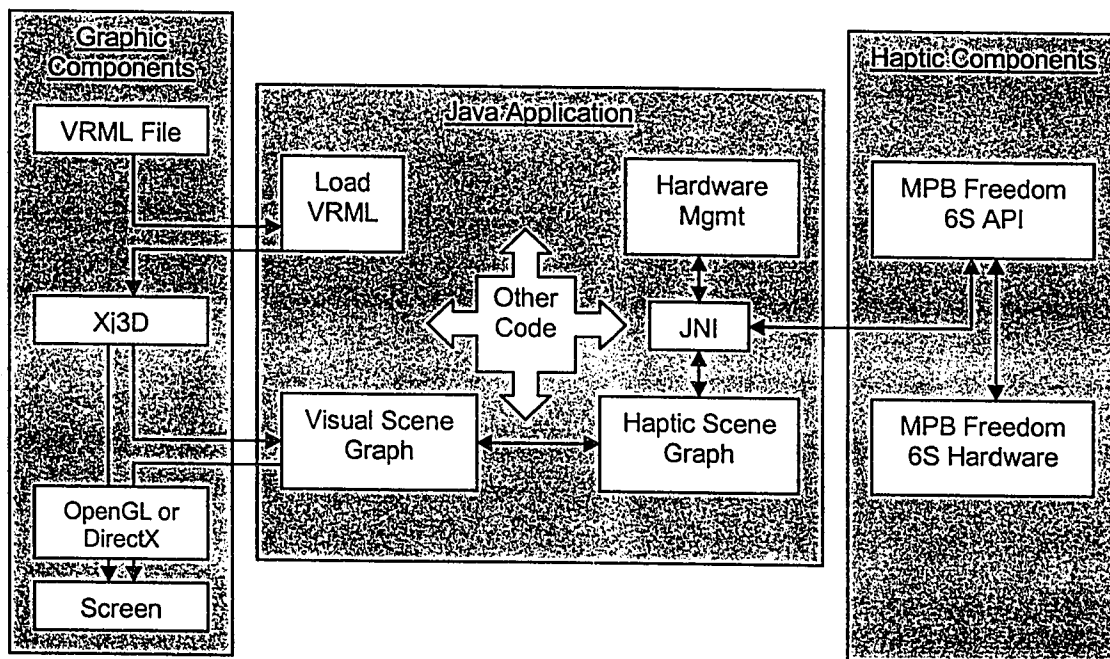 Graphic
Components
VRML File
Xj3D
OpenGL or
DirectX
Screen
Java Application
Load
VRML
Hardware
Mgmt
Other
Code
JNI
Visual Scene
Graph
Haptic Scene
Graph
Haptic Components
MPB Freedom
6S API
MPB Freedom
6S Hardware